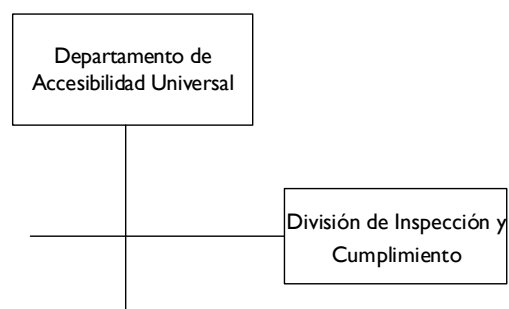 Departamento de
Accesibilidad Universal
División de Inspección y
Cumplimiento